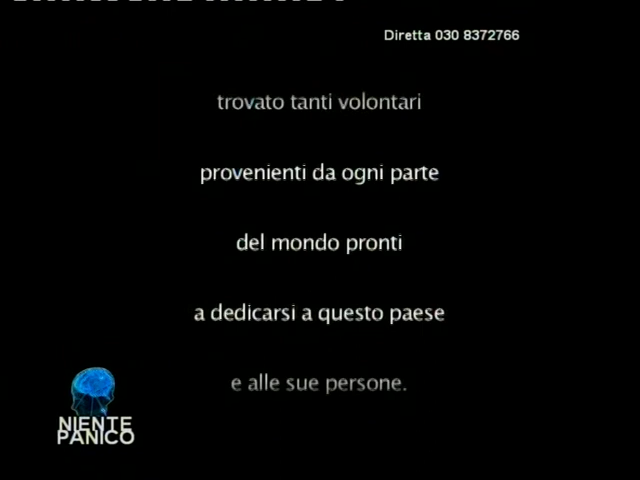 Diretta 030 8372766
trovato tanti volontari
provenienti da ogni parte
del mondo pronti
a dedicarsi a questo paese
e alle sue persone.
NIENTE
PANICO